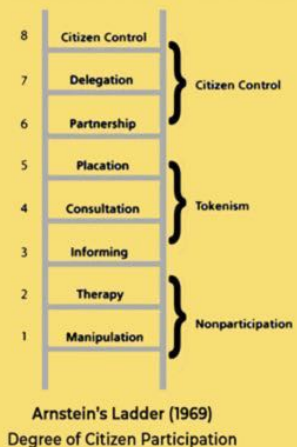 8 Citizen Control
7 Delegation
Citizen Control
6 Partnership
5 Placation
4 Consultation
Tokenism
3 Informing
2 Therapy
Nonparticipation
1 Manipulation
Arnstein's Ladder (1969)
Degree of Citizen Participation